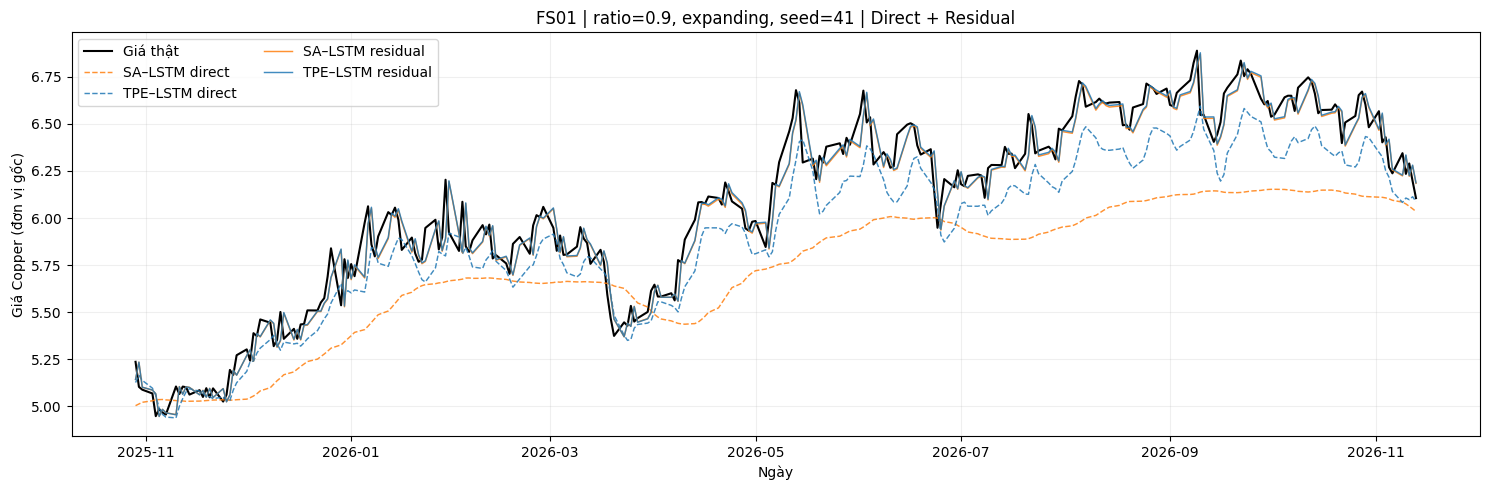 FS01 | ratio=0.9, expanding, seed=41 | Direct + Residual
Giá thật
SA–LSTM direct
TPE–LSTM direct
SA–LSTM residual
TPE–LSTM residual
Giá Copper (đơn vị gốc)
6.75
6.50
6.25
6.00
5.75
5.50
5.25
5.00
2025-11
2026-01
2026-03
2026-05
2026-07
2026-09
2026-11
Ngày